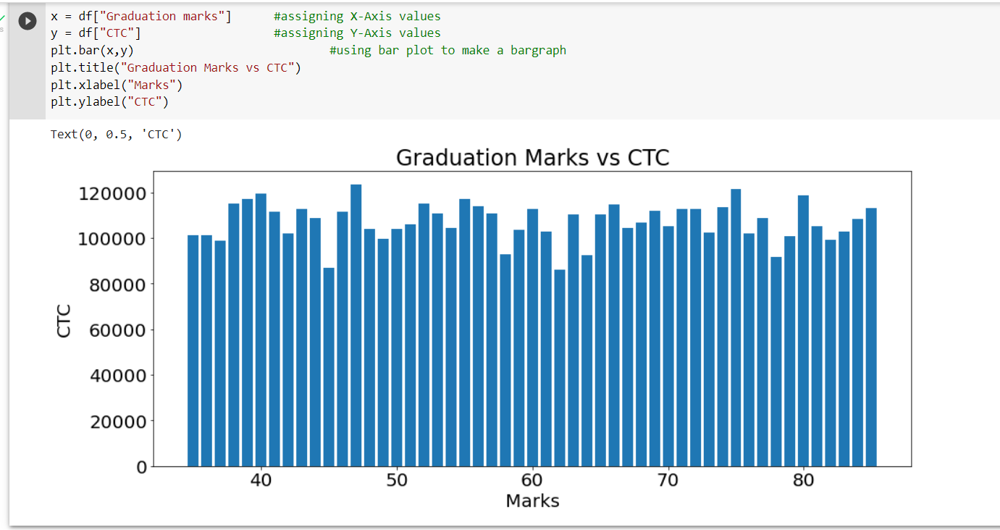 x = df["Graduation marks"]      #assigning X-Axis values
y = df["CTC"]                   #assigning Y-Axis values
plt.bar(x,y)                            #using bar plot to make a bargraph
plt.title("Graduation Marks vs CTC")
plt.xlabel("Marks")
plt.ylabel("CTC")
Text(0, 0.5, 'CTC')
Graduation Marks vs CTC
120000
100000
80000
60000
40000
20000
0
CTC
40 50 60 70 80
Marks